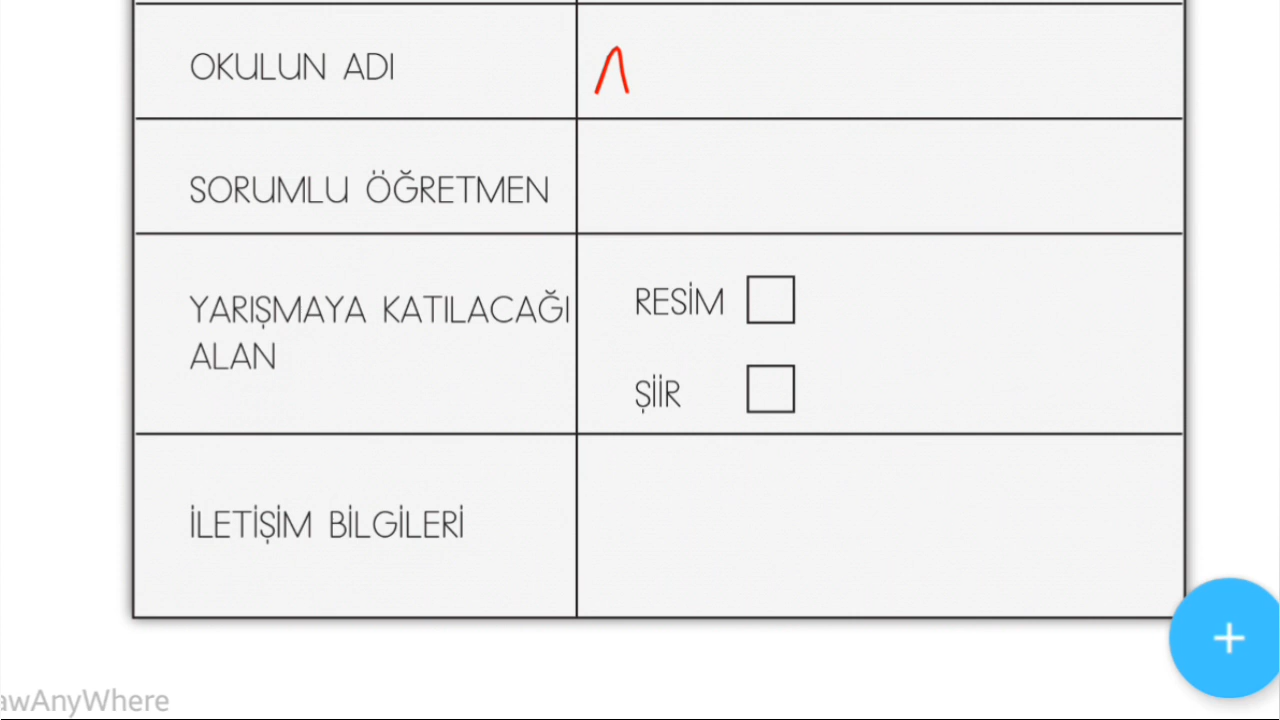 OKULUN ADI
SORUMLU ÖĞRETMEN
YARIŞMAYA KATILACAĞI
ALAN
RESİM
ŞİİR
İLETİŞİM BİLGİLERİ
+
awAnyWhere